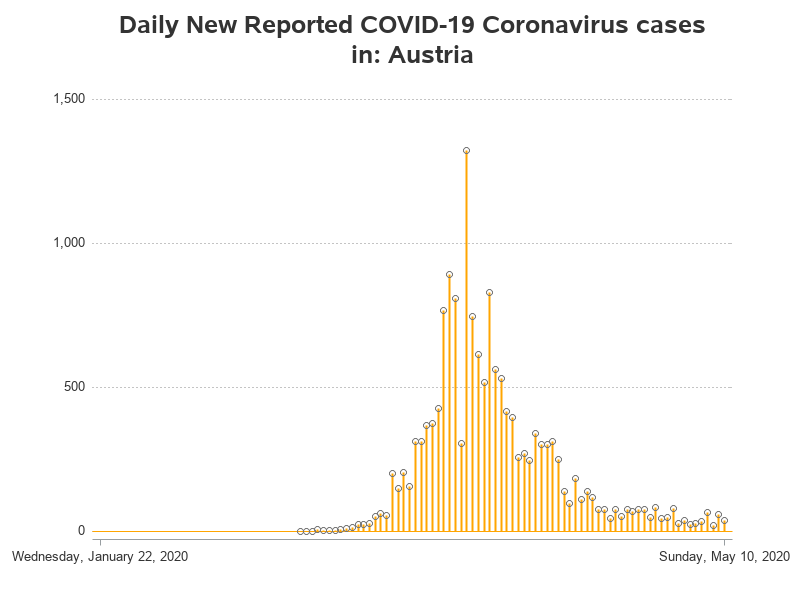 Daily New Reported COVID-19 Coronavirus cases
in: Austria
1,500
1,000
500
0
Wednesday, January 22, 2020
Sunday, May 10, 2020